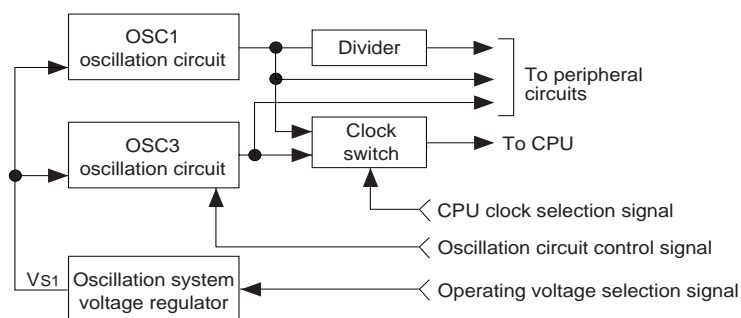 OSC1
oscillation circuit
Divider
To peripheral
circuits
OSC3
oscillation circuit
Clock
switch
To CPU
CPU clock selection signal
Oscillation circuit control signal
VS1
Oscillation system
voltage regulator
Operating voltage selection signal